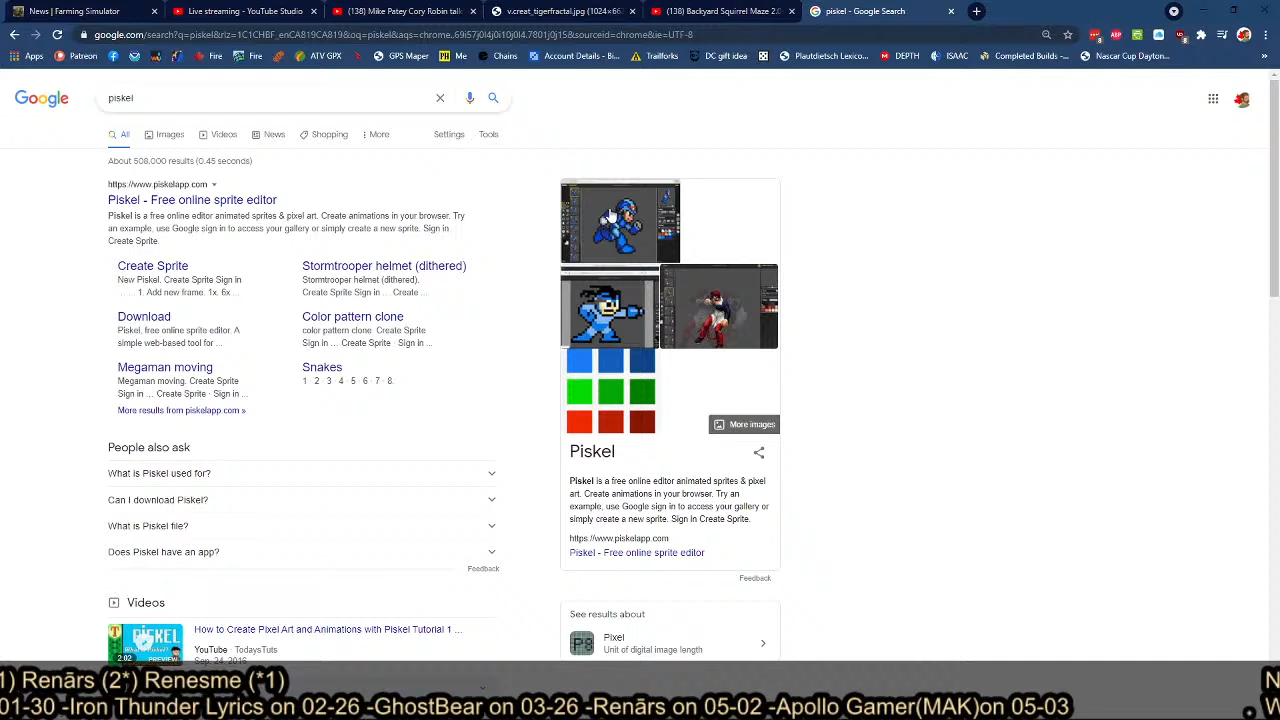 News | Farming Simulator
Live streaming - YouTube Studio
(138) Mike Patey Cory Robin talk
v.creat_tigerfractal.jpg (1024×66
(138) Backyard Squirrel Maze 2.0
piskel - Google Search
google.com/search?q=piskel&rlz=1C1CHBF_enCA819CA819&oq=piskel&aqs=chrome..69i57j0l4j0i10j0l4.7801j0j15&sourceid=chrome&ie=UTF-8
Apps
Patreon
Fire
Fire
ATV GPX
GPS Maper
My
Me
Chains
Account Details - Bi...
Trailforks
DC gift idea
Plautdietsch Lexico...
DEPTH
ISAAC
Completed Builds -...
Nascar Cup Dayton...
Google
piskel
All
Images
Videos
News
Shopping
More
Settings
Tools
About 508,000 results (0.45 seconds)
https://www.piskelapp.com
Piskel - Free online sprite editor
Piskel is a free online editor animated sprites & pixel art. Create animations in your browser. Try
an example, use Google sign in to access your gallery or simply create a new sprite. Sign in
Create Sprite.
Create Sprite
New Piskel. Create Sprite Sign in
... ... 1. Add new frame. 1x. 6x ...
Stormtrooper helmet (dithered)
Stormtrooper helmet (dithered).
Create Sprite Sign in ... Create ...
Download
Piskel, free online sprite editor. A
simple web-based tool for ...
Color pattern clone
color pattern clone. Create Sprite
Sign in ... Create Sprite · Sign in ...
Megaman moving
Megaman moving. Create Sprite
Sign in ... Create Sprite · Sign in ...
Snakes
1 · 2 · 3 · 4 · 5 · 6 · 7 · 8.
More results from piskelapp.com »
People also ask
What is Piskel used for?
Can I download Piskel?
What is Piskel file?
Does Piskel have an app?
Feedback
Videos
PISKEL
PREVIEW
2:02
How to Create Pixel Art and Animations with Piskel Tutorial 1 ...
YouTube · TodaysTuts
Sep. 24, 2016
More images
Piskel
Piskel is a free online editor animated sprites & pixel
art. Create animations in your browser. Try an
example, use Google sign in to access your gallery or
simply create a new sprite. Sign In Create Sprite.
https://www.piskelapp.com
Piskel - Free online sprite editor
Feedback
See results about
Pixel
Unit of digital image length
1) Renārs (2*) Renesme (*1)
01-30 -Iron Thunder Lyrics on 02-26 -GhostBear on 03-26 -Renārs on 05-02 -Apollo Gamer(MAK)on 05-03